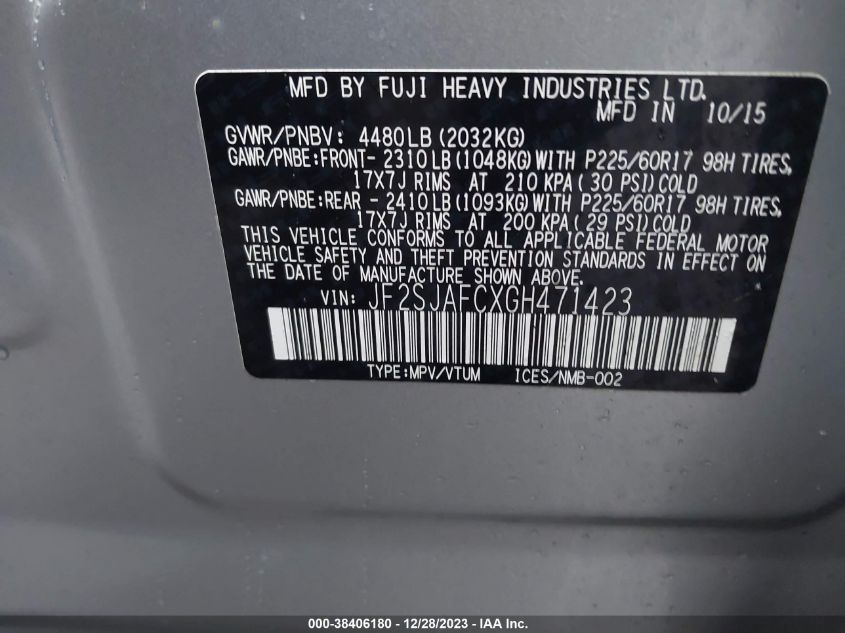 MFD BY FUJI HEAVY INDUSTRIES LTD.
MFD IN 10/15
GVWR/PNBV: 4480LB (2032KG)
GAWR/PNBE:FRONT- 2310LB (1048KG) WITH P225/60R17 98H TIRES,
17X7J RIMS AT 210 KPA ( 30 PSI) COLD
GAWR/PNBE:REAR - 2410LB (1093KG) WITH P225/60R17 98H TIRES,
17X7J RIMS AT 200 KPA ( 29 PSI) COLD
THIS VEHICLE CONFORMS TO ALL APPLICABLE FEDERAL MOTOR
VEHICLE SAFETY AND THEFT PREVENTION STANDARDS IN EFFECT ON
THE DATE OF MANUFACTURE SHOWN ABOVE.
VIN: JF2SJAFCXGH471423
TYPE:MPV/VTUM ICES/NMB-002
000-38406180 - 12/28/2023 - IAA Inc.